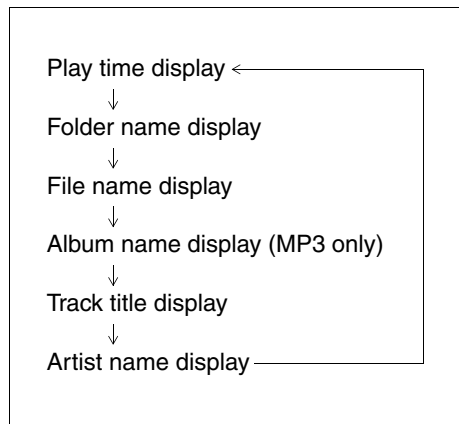 Play time display
Folder name display
File name display
Album name display (MP3 only)
Track title display
Artist name display